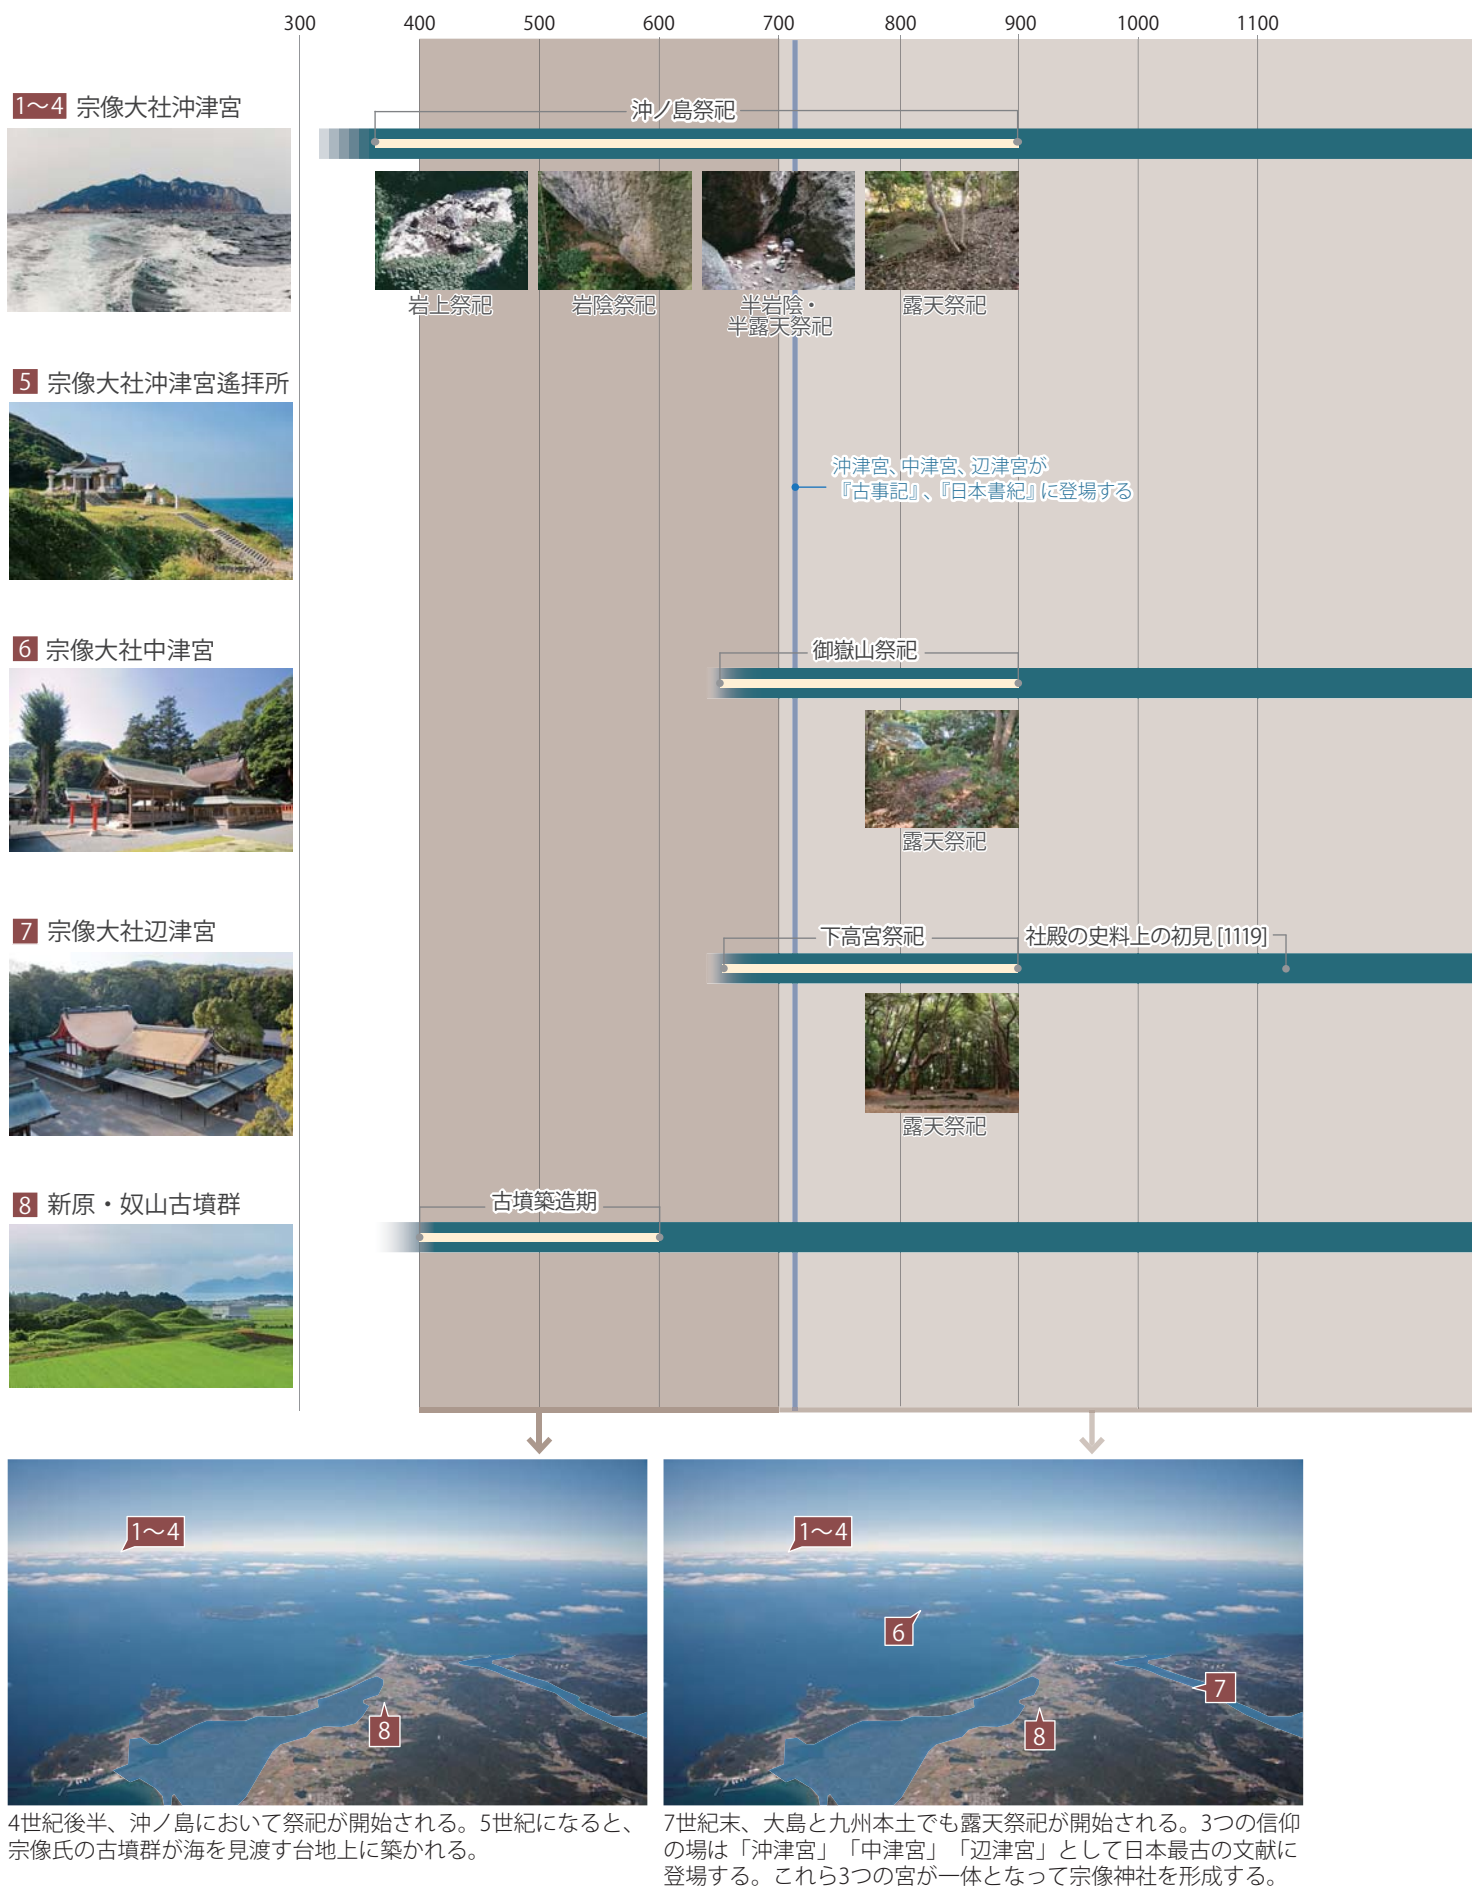 300 400 500 600 700 800 900 1000 1100
1〜4 宗像大社沖津宮
沖ノ島祭祀
岩上祭祀
岩陰祭祀
半岩陰・
半露天祭祀
露天祭祀
5 宗像大社沖津宮遙拝所
沖津宮、中津宮、辺津宮が
『古事記』、『日本書紀』に登場する
6 宗像大社中津宮
御嶽山祭祀
露天祭祀
7 宗像大社辺津宮
下高宮祭祀
社殿の史料上の初見 [1119]
露天祭祀
8 新原・奴山古墳群
古墳築造期
1〜4
8
4世紀後半、沖ノ島において祭祀が開始される。5世紀になると、
宗像氏の古墳群が海を見渡す台地上に築かれる。
1〜4
6
7
8
7世紀末、大島と九州本土でも露天祭祀が開始される。3つの信仰
の場は「沖津宮」「中津宮」「辺津宮」として日本最古の文献に
登場する。これら3つの宮が一体となって宗像神社を形成する。